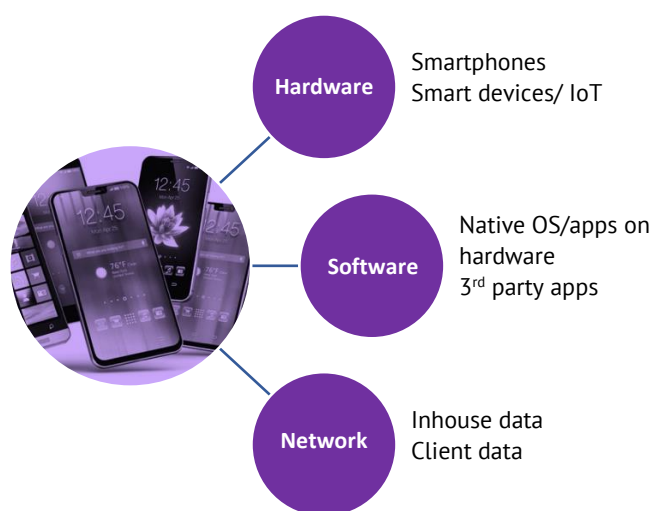 Hardware
Smartphones
Smart devices/ IoT
12:45
12:45
12:45
76°F
Software
Native OS/apps on
hardware
3rd party apps
Network
Inhouse data
Client data